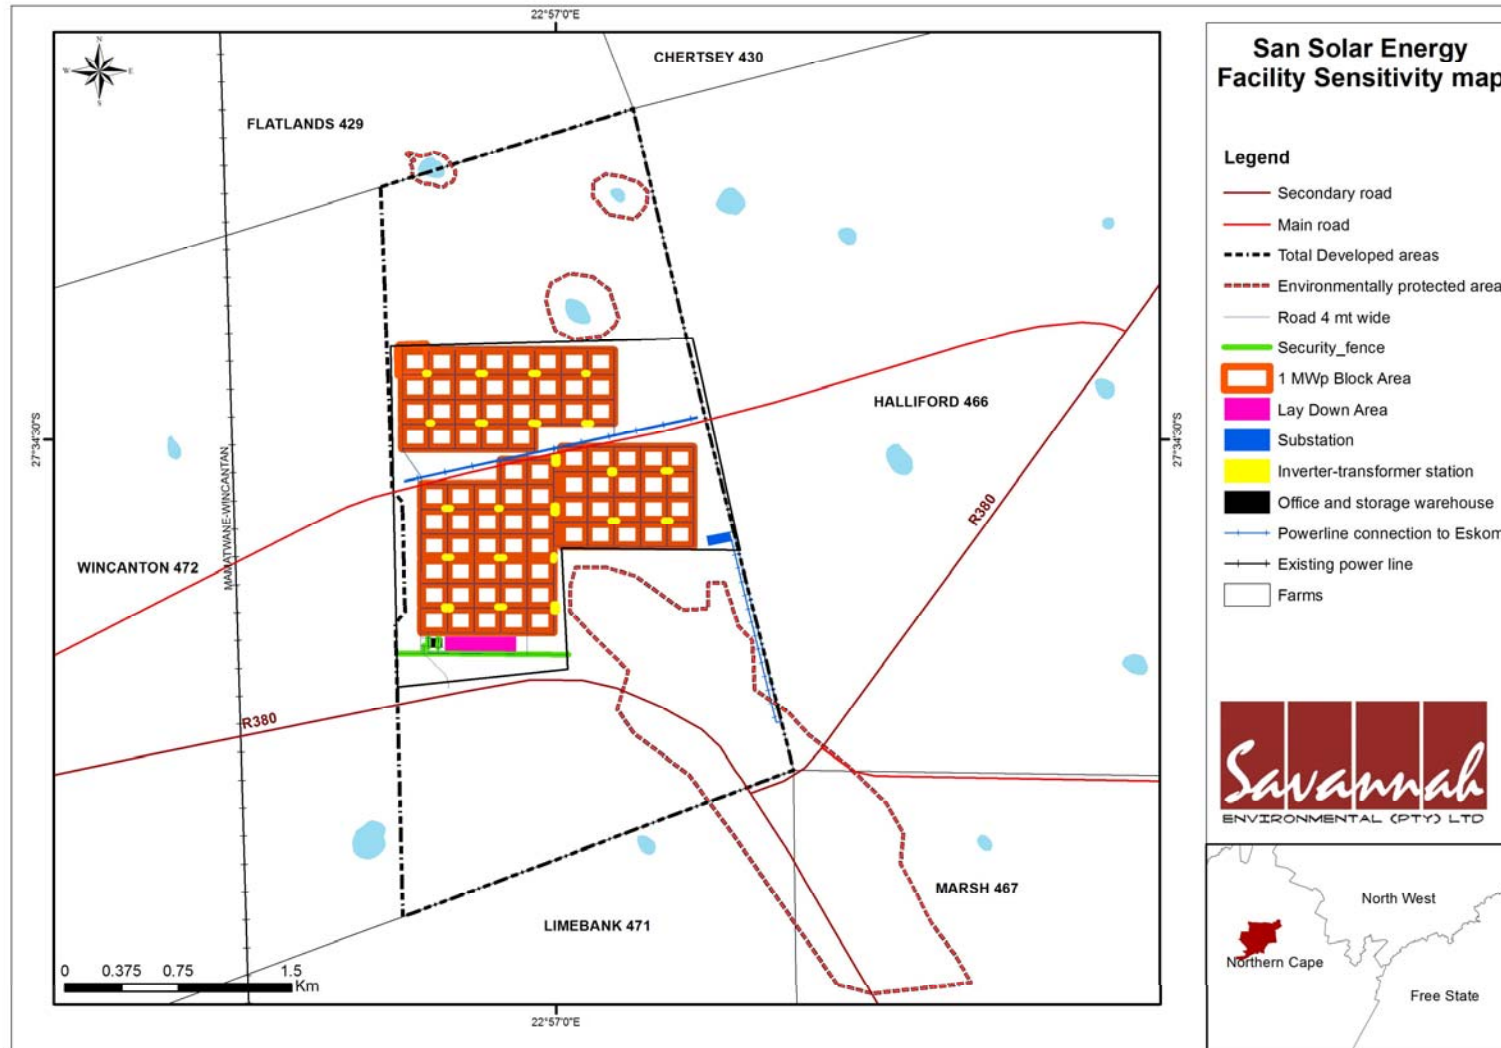 22°57'0"E
San Solar Energy
Facility Sensitivity map
N
W
E
S
CHERTSEY 430
FLATLANDS 429
Legend
Secondary road
Main road
Total Developed areas
Environmentally protected area
Road 4 mt wide
Security_fence
1 MWp Block Area
Lay Down Area
Substation
Inverter-transformer station
Office and storage warehouse
Powerline connection to Eskom
Existing power line
Farms
HALLIFORD 466
27°34'30"S
27°34'30"S
MAMATWANE-WINCANTAN
R380
WINCANTON 472
R380
MARSH 467
LIMEBANK 471
0 0.375 0.75 1.5
Km
22°57'0"E
Savannah
ENVIRONMENTAL (PTY) LTD
North West
Northern Cape
Free State